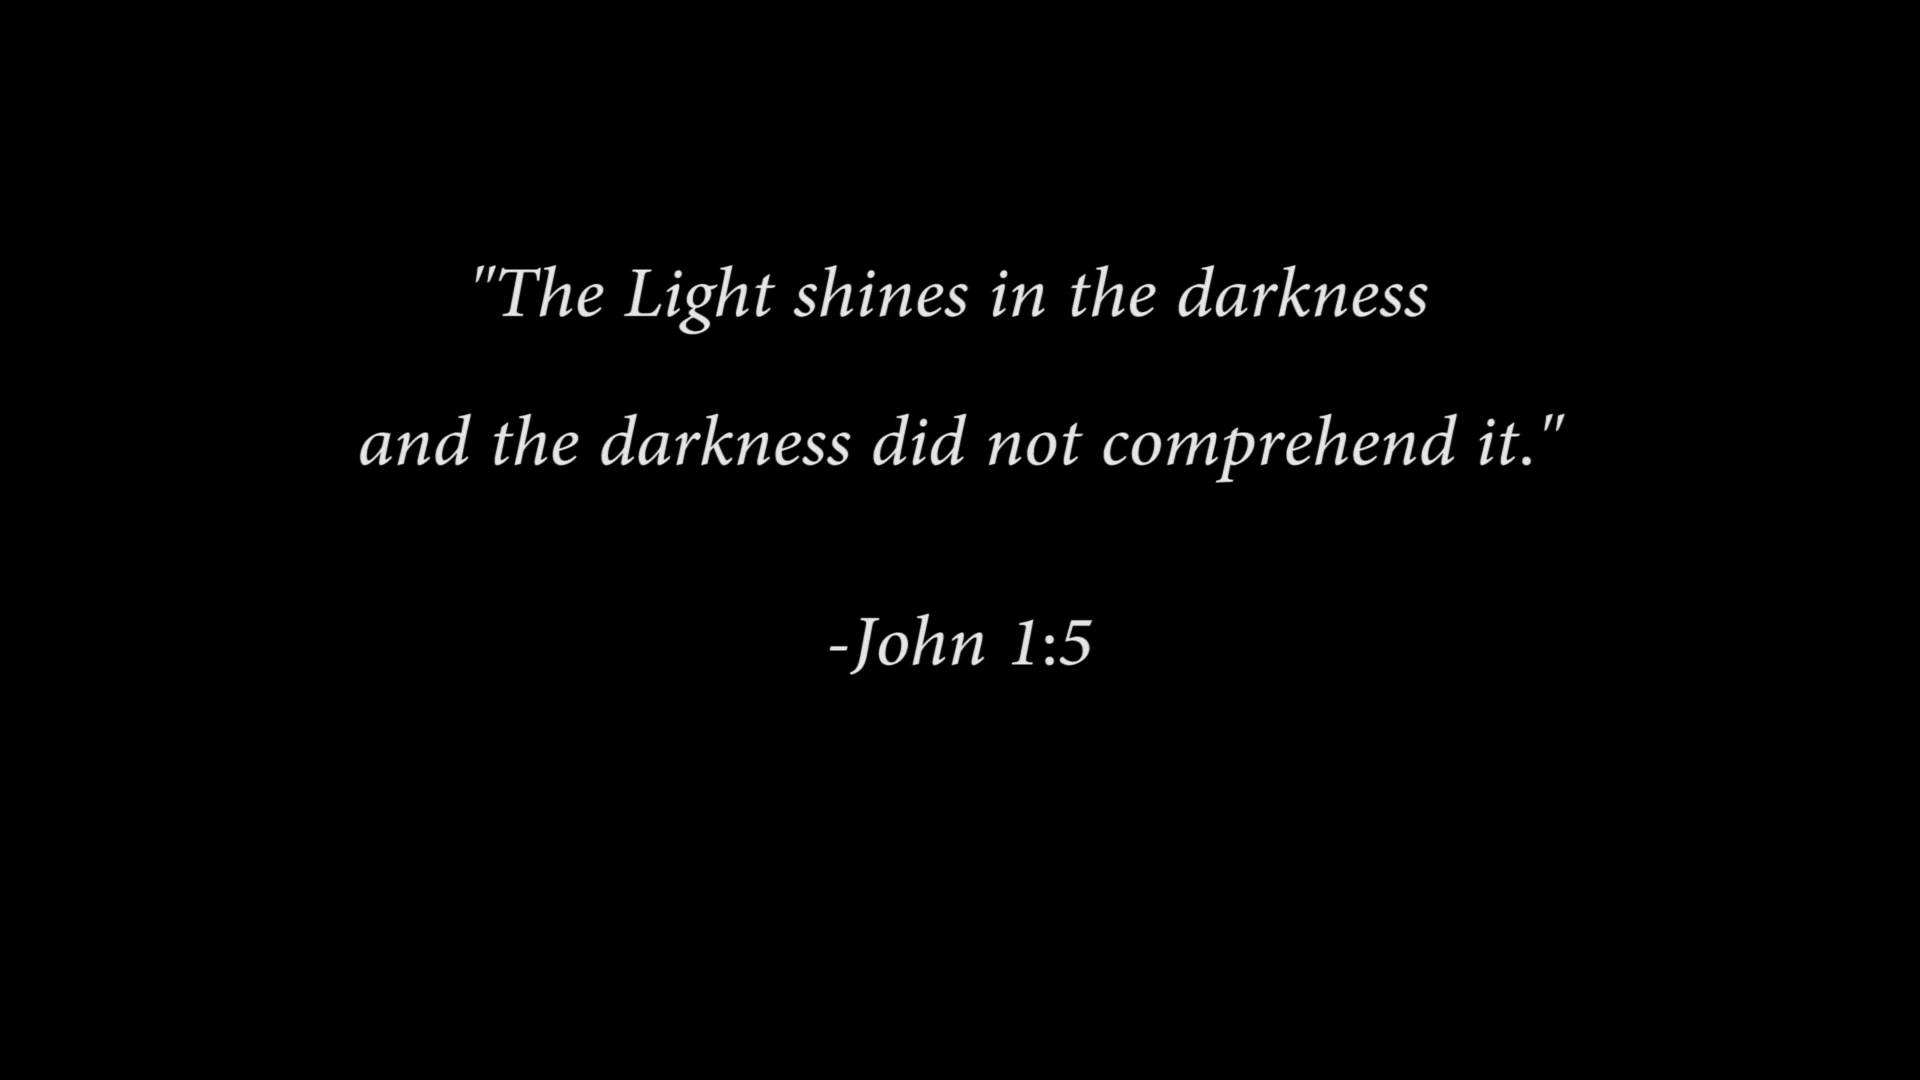 "The Light shines in the darkness
and the darkness did not comprehend it."
-John 1:5